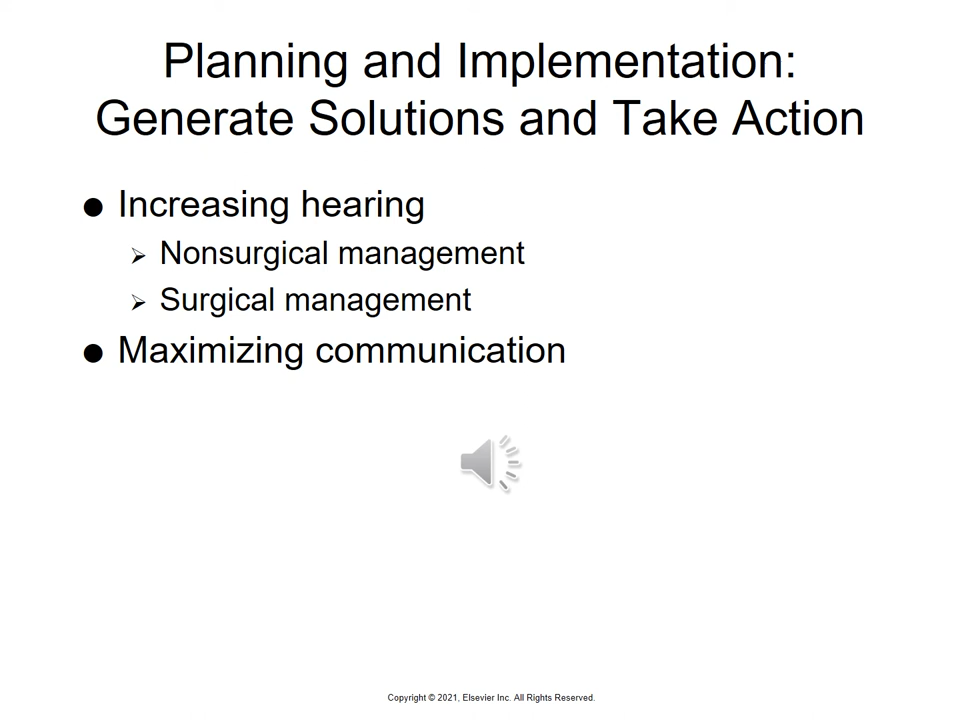 Planning and Implementation:
Generate Solutions and Take Action
● Increasing hearing
➢ Nonsurgical management
➢ Surgical management
● Maximizing communication
Copyright © 2021, Elsevier Inc. All Rights Reserved.